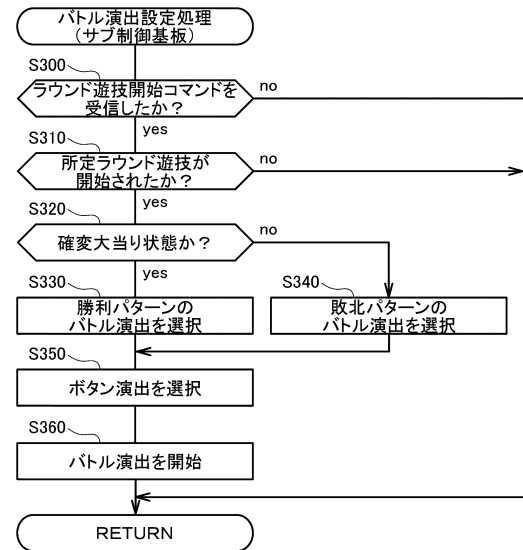 バトル演出設定処理
(サブ制御基板)
S300
ラウンド遊技開始コマンドを
受信したか?
no
yes
S310
所定ラウンド遊技が
開始されたか?
no
yes
S320
確変大当り状態か?
no
yes
S330
勝利パターンの
バトル演出を選択
S340
敗北パターンの
バトル演出を選択
S350
ボタン演出を選択
S360
バトル演出を開始
RETURN